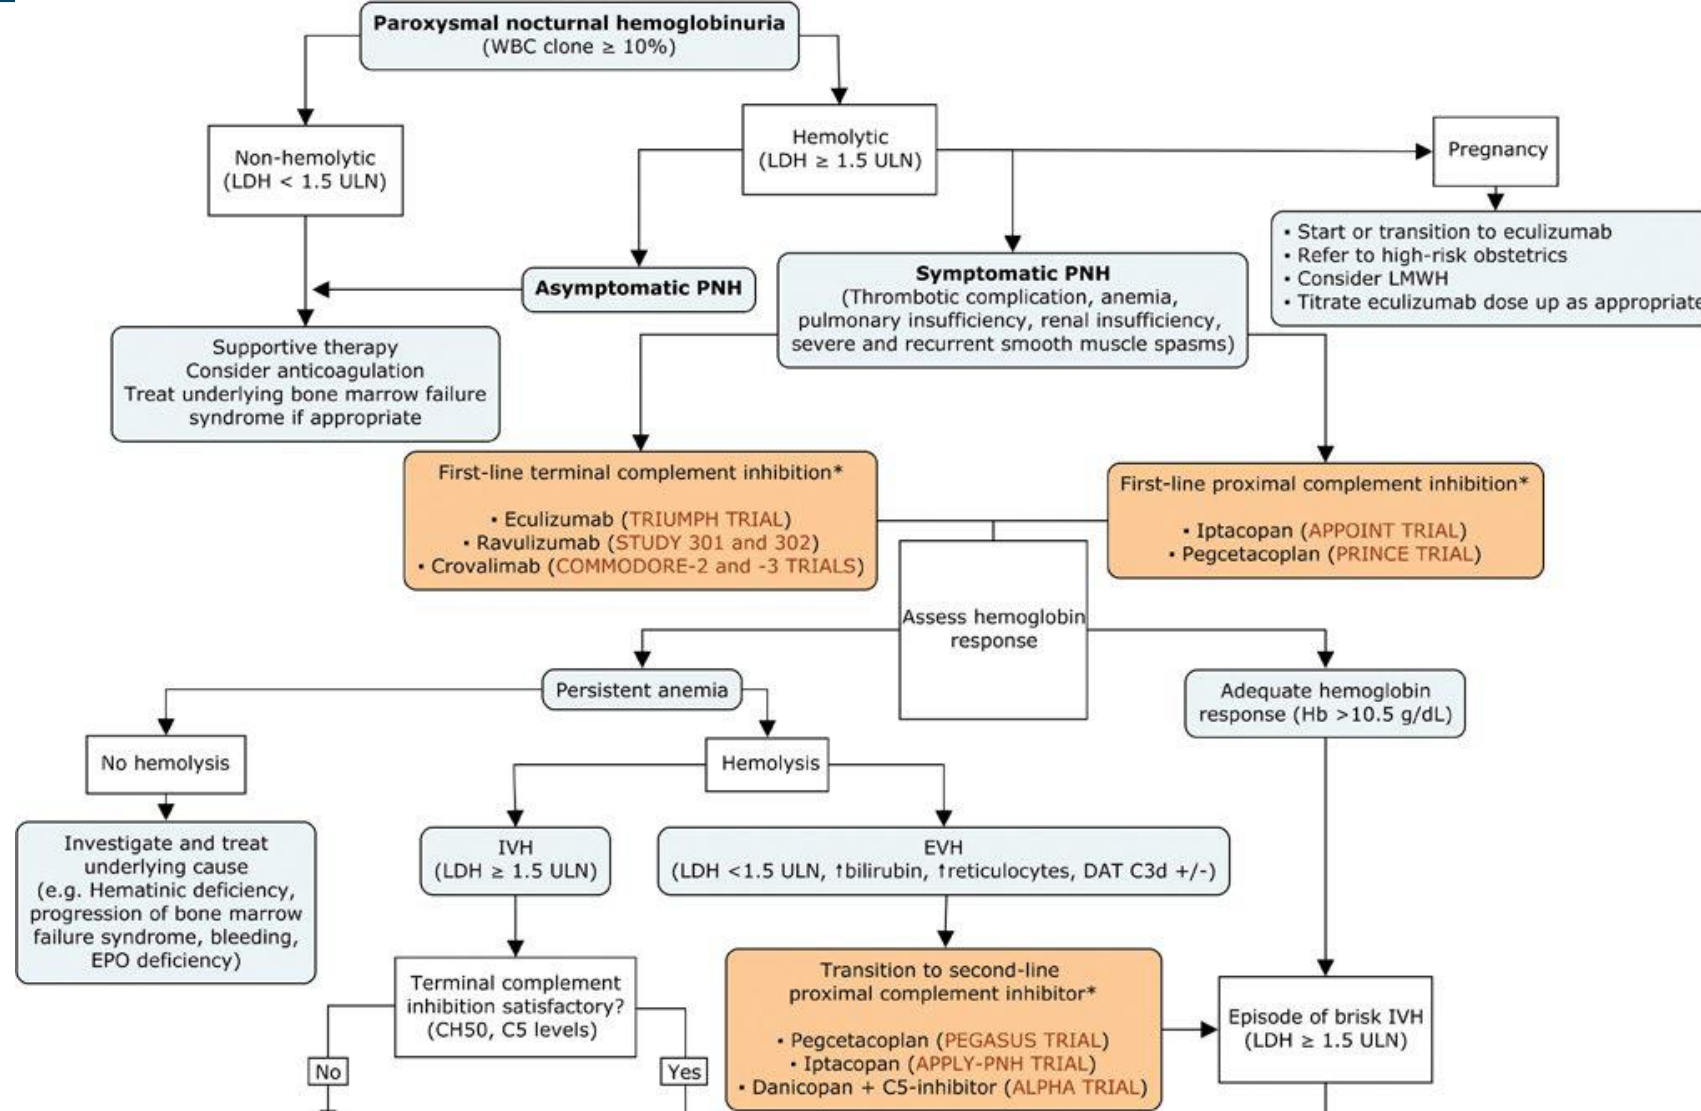 Paroxysmal nocturnal hemoglobinuria
(WBC clone ≥ 10%)
Non-hemolytic
(LDH < 1.5 ULN)
Hemolytic
(LDH ≥ 1.5 ULN)
Pregnancy
▪ Start or transition to eculizumab
▪ Refer to high-risk obstetrics
▪ Consider LMWH
▪ Titrate eculizumab dose up as appropriate
Asymptomatic PNH
Symptomatic PNH
(Thrombotic complication, anemia,
pulmonary insufficiency, renal insufficiency,
severe and recurrent smooth muscle spasms)
Supportive therapy
Consider anticoagulation
Treat underlying bone marrow failure
syndrome if appropriate
First-line terminal complement inhibition*
▪ Eculizumab (TRIUMPH TRIAL)
▪ Ravulizumab (STUDY 301 and 302)
▪ Crovalimab (COMMODORE-2 and -3 TRIALS)
First-line proximal complement inhibition*
▪ Iptacopan (APPOINT TRIAL)
▪ Pegcetacoplan (PRINCE TRIAL)
Assess hemoglobin
response
Persistent anemia
Adequate hemoglobin
response (Hb >10.5 g/dL)
No hemolysis
Hemolysis
Investigate and treat
underlying cause
(e.g. Hematinic deficiency,
progression of bone marrow
failure syndrome, bleeding,
EPO deficiency)
IVH
(LDH ≥ 1.5 ULN)
EVH
(LDH <1.5 ULN, ↑bilirubin, ↑reticulocytes, DAT C3d +/-)
Terminal complement
inhibition satisfactory?
(CH50, C5 levels)
Transition to second-line
proximal complement inhibitor*
▪ Pegcetacoplan (PEGASUS TRIAL)
▪ Iptacopan (APPLY-PNH TRIAL)
▪ Danicopan + C5-inhibitor (ALPHA TRIAL)
Episode of brisk IVH
(LDH ≥ 1.5 ULN)
No
Yes